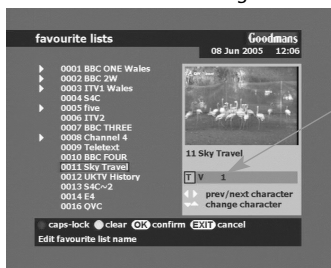 favourite lists
Goodmans
08 Jun 2005 12:06
0001 BBC ONE Wales
0002 BBC 2W
0003 ITV1 Wales
0004 S4C
0005 five
0006 ITV2
0007 BBC THREE
0008 Channel 4
0009 Teletext
0010 BBC FOUR
0011 Sky Travel
0012 UKTV History
0013 S4C~2
0014 E4
0016 QVC
11 Sky Travel
T V 1
prev/next character
change character
caps-lock clear OK confirm EXIT cancel
Edit favourite list name